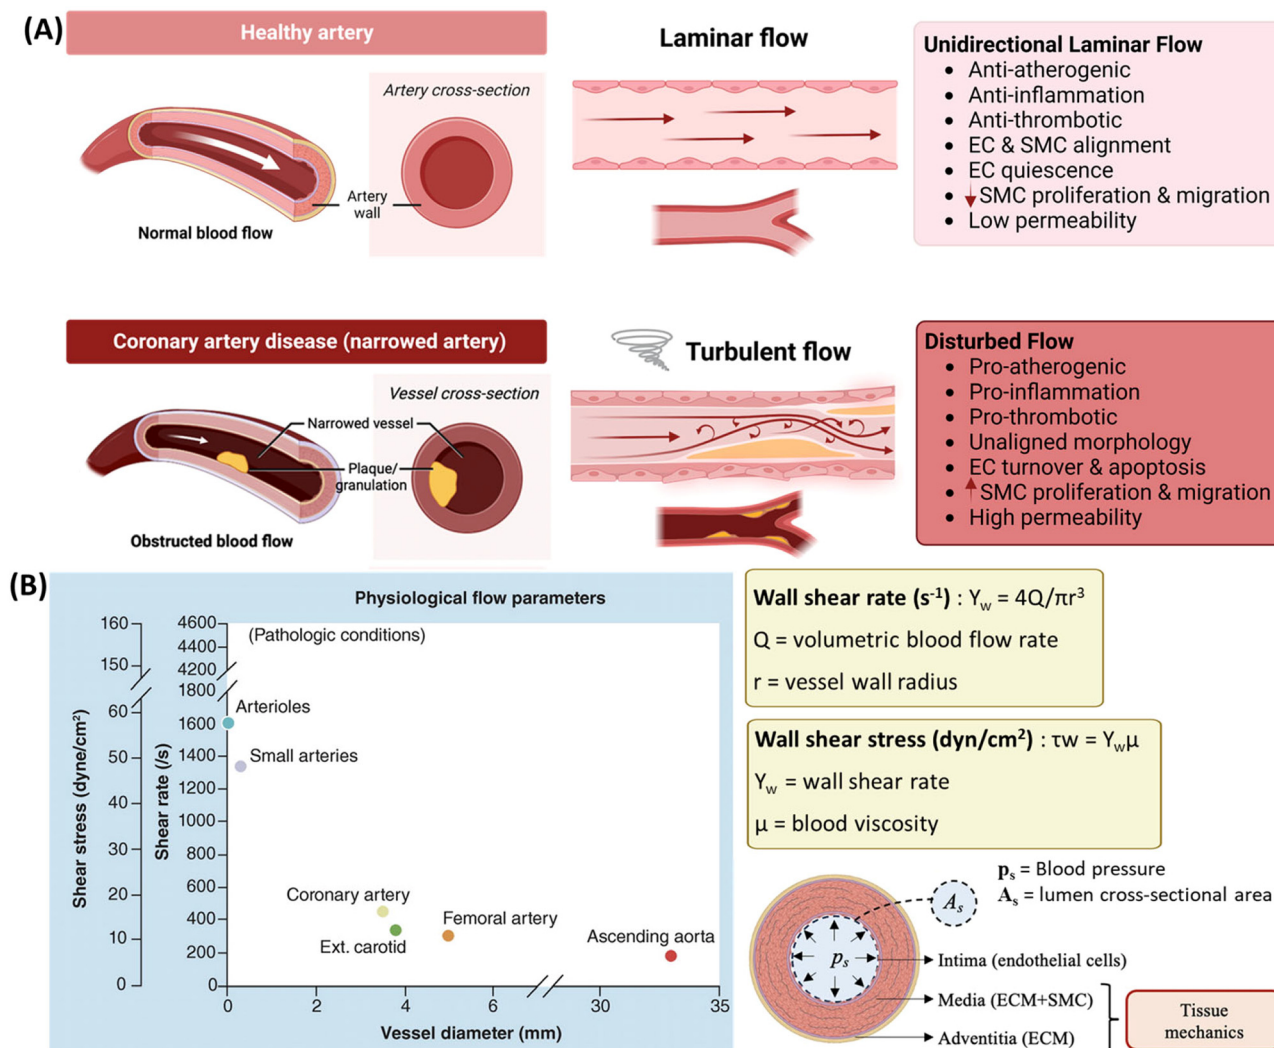 (A)
Healthy artery
Artery cross-section
Artery
wall
Normal blood flow
Laminar flow
Unidirectional Laminar Flow
• Anti-atherogenic
• Anti-inflammation
• Anti-thrombotic
• EC & SMC alignment
• EC quiescence
• ↓SMC proliferation & migration
• Low permeability
Coronary artery disease (narrowed artery)
Vessel cross-section
Narrowed vessel
Plaque/
granulation
Obstructed blood flow
Turbulent flow
Disturbed Flow
• Pro-atherogenic
• Pro-inflammation
• Pro-thrombotic
• Unaligned morphology
• EC turnover & apoptosis
• ↑SMC proliferation & migration
• High permeability
(B)
Physiological flow parameters
(Pathologic conditions)
Shear stress (dyne/cm²)
160
150
60
50
40
30
20
10
0
Shear rate (/s)
4600
4400
4200
1800
1600
1400
1200
1000
800
600
400
200
0
Arterioles
Small arteries
Coronary artery
Ext. carotid
Femoral artery
Ascending aorta
0 2 4 6 30 35
Vessel diameter (mm)
Wall shear rate (s⁻¹) : Yw = 4Q/πr³
Q = volumetric blood flow rate
r = vessel wall radius
Wall shear stress (dyn/cm²) : τw = Ywμ
Yw = wall shear rate
μ = blood viscosity
ps = Blood pressure
As = lumen cross-sectional area
As
ps
Intima (endothelial cells)
Media (ECM+SMC)
Adventitia (ECM)
Tissue
mechanics